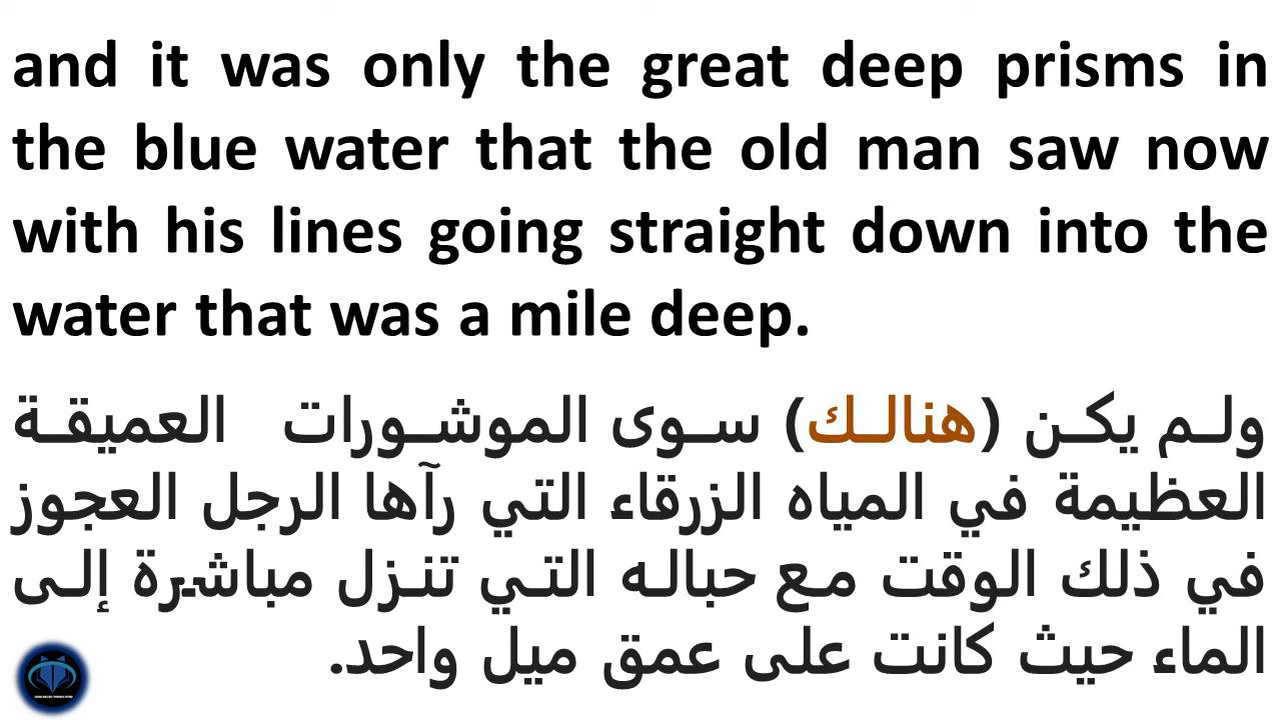 and it was only the great deep prisms in
the blue water that the old man saw now
with his lines going straight down into the
water that was a mile deep.
ولم يكن (هنالك) سوى الموشورات العميقة
العظيمة في المياه الزرقاء التي رآها الرجل العجوز
في ذلك الوقت مع حباله التي تنزل مباشرة إلى
الماء حيث كانت على عمق ميل واحد.